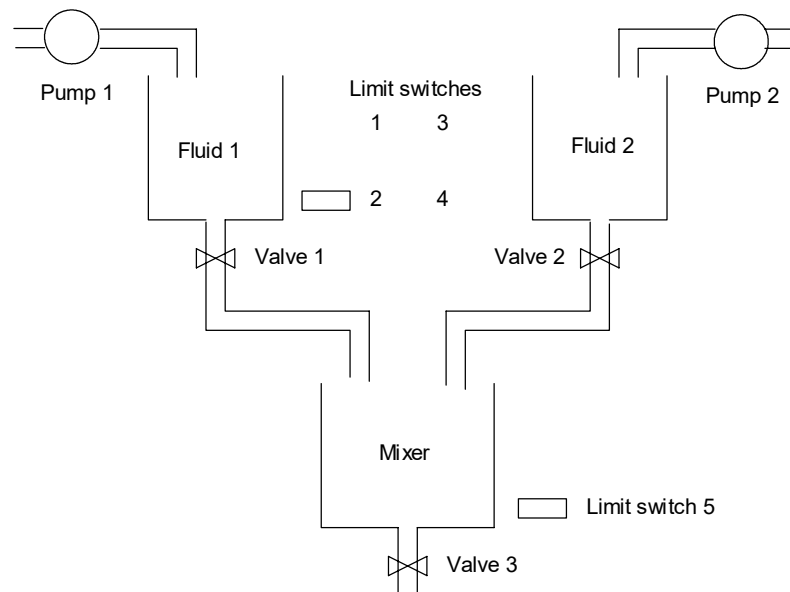 Pump 1
Limit switches
Pump 2
1 3
Fluid 1
Fluid 2
2 4
Valve 1
Valve 2
Mixer
Limit switch 5
Valve 3